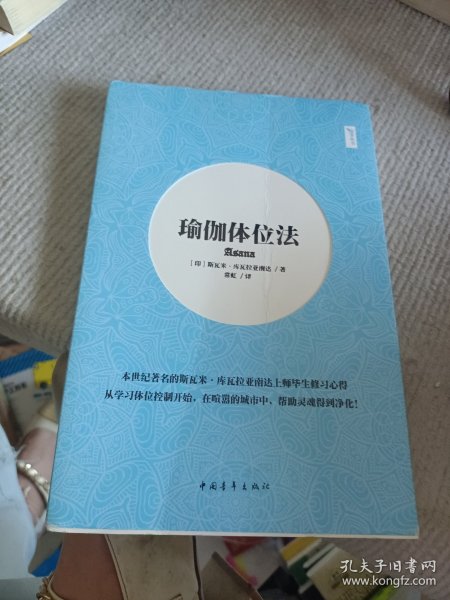 瑜伽体位法
Asana
[印]斯瓦米·库瓦拉亚南达/著
常虹/译
本世纪著名的斯瓦米·库瓦拉亚南达上师毕生修习心得
从学习体位控制开始，在喧嚣的城市中、帮助灵魂得到净化！
中国青年出版社
孔夫子旧书网
www.kongfz.com